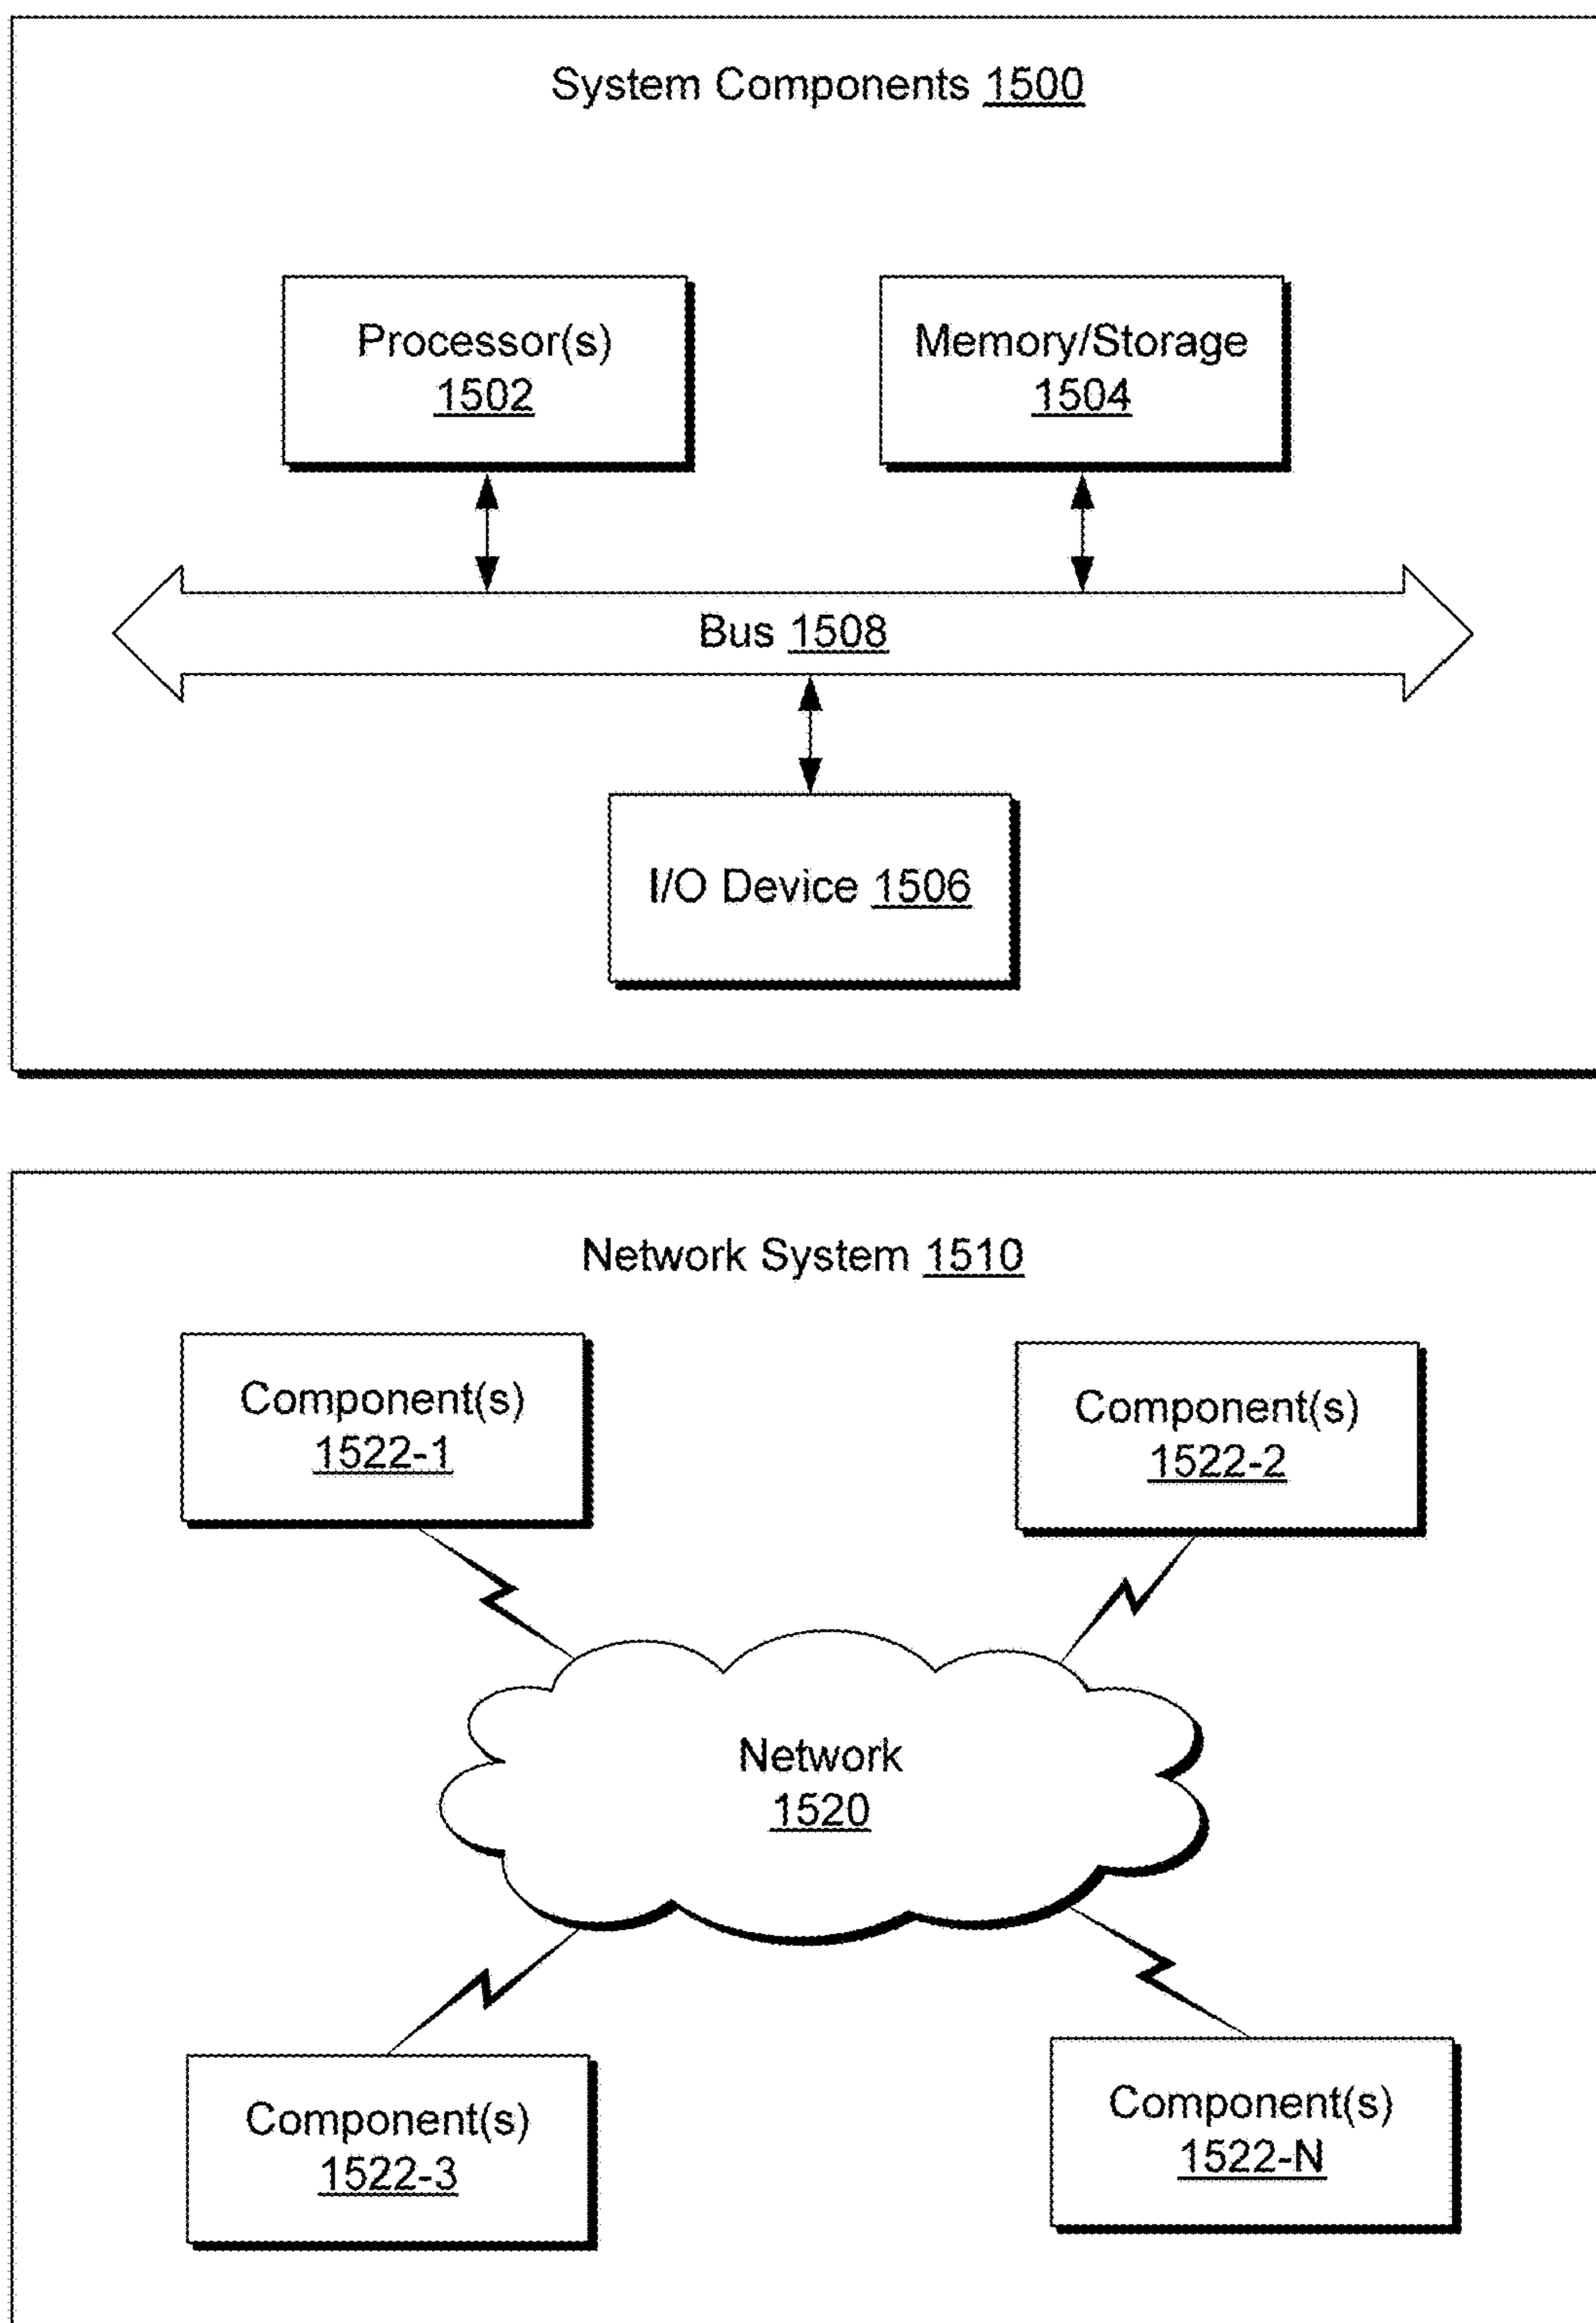 System Components 1500
Processor(s)
1502
Memory/Storage
1504
Bus 1508
I/O Device 1506
Network System 1510
Component(s)
1522-1
Component(s)
1522-2
Network
1520
Component(s)
1522-3
Component(s)
1522-N